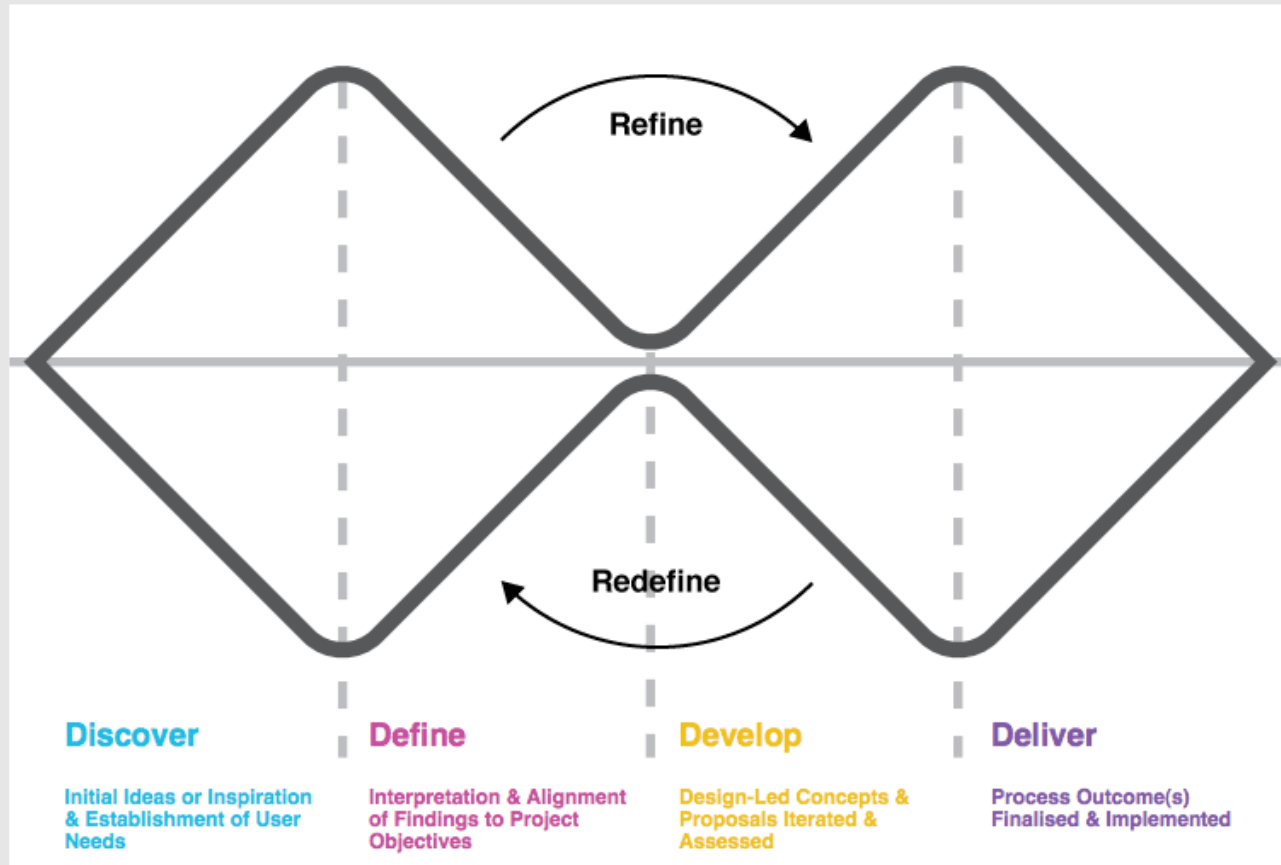 Refine
Redefine
Discover
Define
Develop
Deliver
Initial Ideas or Inspiration
& Establishment of User
Needs
Interpretation & Alignment
of Findings to Project
Objectives
Design-Led Concepts &
Proposals Iterated &
Assessed
Process Outcome(s)
Finalised & Implemented